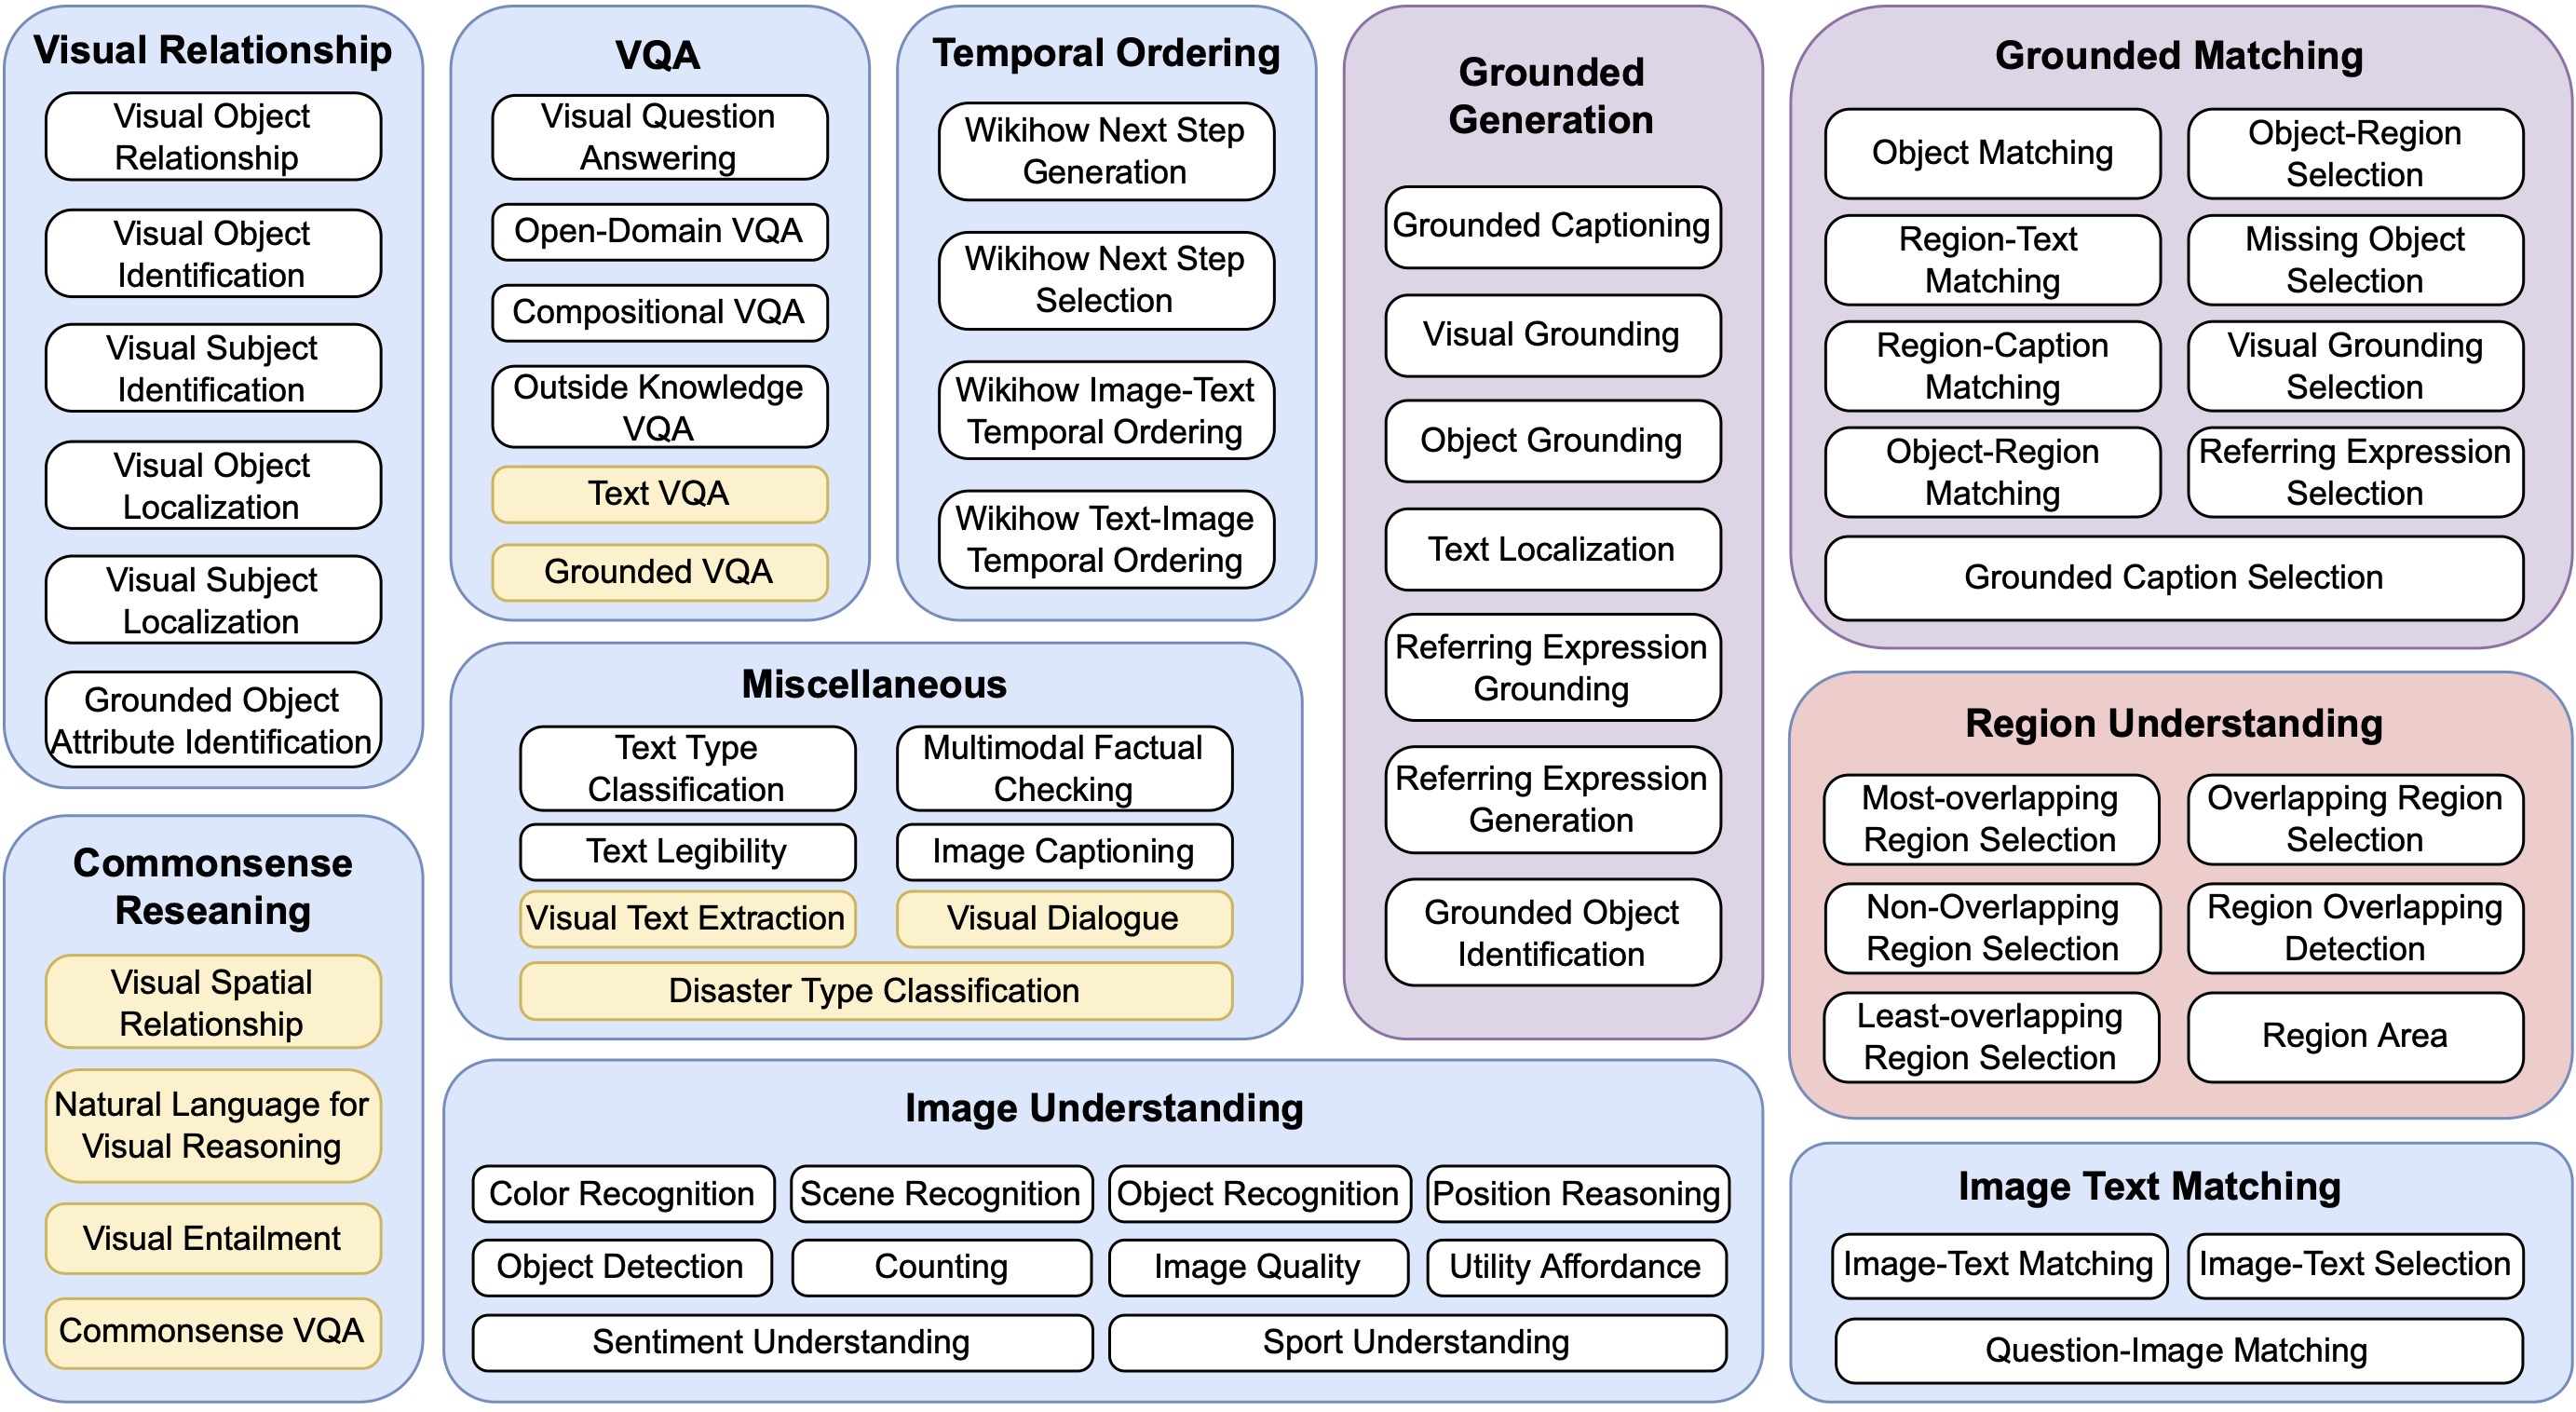 Visual Relationship
Visual Object
Relationship
Visual Object
Identification
Visual Subject
Identification
Visual Object
Localization
Visual Subject
Localization
Grounded Object
Attribute Identification
Commonsense
Reseaning
Visual Spatial
Relationship
Natural Language for
Visual Reasoning
Visual Entailment
Commonsense VQA
VQA
Visual Question
Answering
Open-Domain VQA
Compositional VQA
Outside Knowledge
VQA
Text VQA
Grounded VQA
Temporal Ordering
Wikihow Next Step
Generation
Wikihow Next Step
Selection
Wikihow Image-Text
Temporal Ordering
Wikihow Text-Image
Temporal Ordering
Miscellaneous
Text Type
Classification
Multimodal Factual
Checking
Text Legibility
Image Captioning
Visual Text Extraction
Visual Dialogue
Disaster Type Classification
Grounded
Generation
Grounded Captioning
Visual Grounding
Object Grounding
Text Localization
Referring Expression
Grounding
Referring Expression
Generation
Grounded Object
Identification
Image Understanding
Color Recognition
Scene Recognition
Object Recognition
Position Reasoning
Object Detection
Counting
Image Quality
Utility Affordance
Sentiment Understanding
Sport Understanding
Grounded Matching
Object Matching
Object-Region
Selection
Region-Text
Matching
Missing Object
Selection
Region-Caption
Matching
Visual Grounding
Selection
Object-Region
Matching
Referring Expression
Selection
Grounded Caption Selection
Region Understanding
Most-overlapping
Region Selection
Overlapping Region
Selection
Non-Overlapping
Region Selection
Region Overlapping
Detection
Least-overlapping
Region Selection
Region Area
Image Text Matching
Image-Text Matching
Image-Text Selection
Question-Image Matching